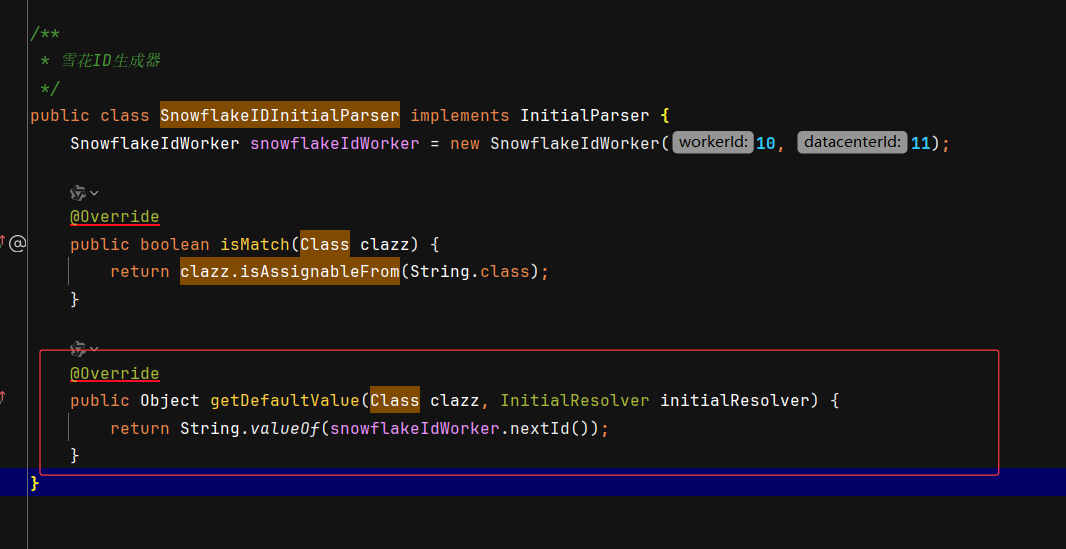 /**
 * 雪花ID生成器
 */
public class SnowflakeIDInitialParser implements InitialParser {
    SnowflakeIdWorker snowflakeIdWorker = new SnowflakeIdWorker( workerId: 10, datacenterId: 11);
    @Override
@
    public boolean isMatch(Class clazz) {
        return clazz.isAssignableFrom(String.class);
    }
    @Override
    public Object getDefaultValue(Class clazz, InitialResolver initialResolver) {
        return String.valueOf(snowflakeIdWorker.nextId());
    }
}